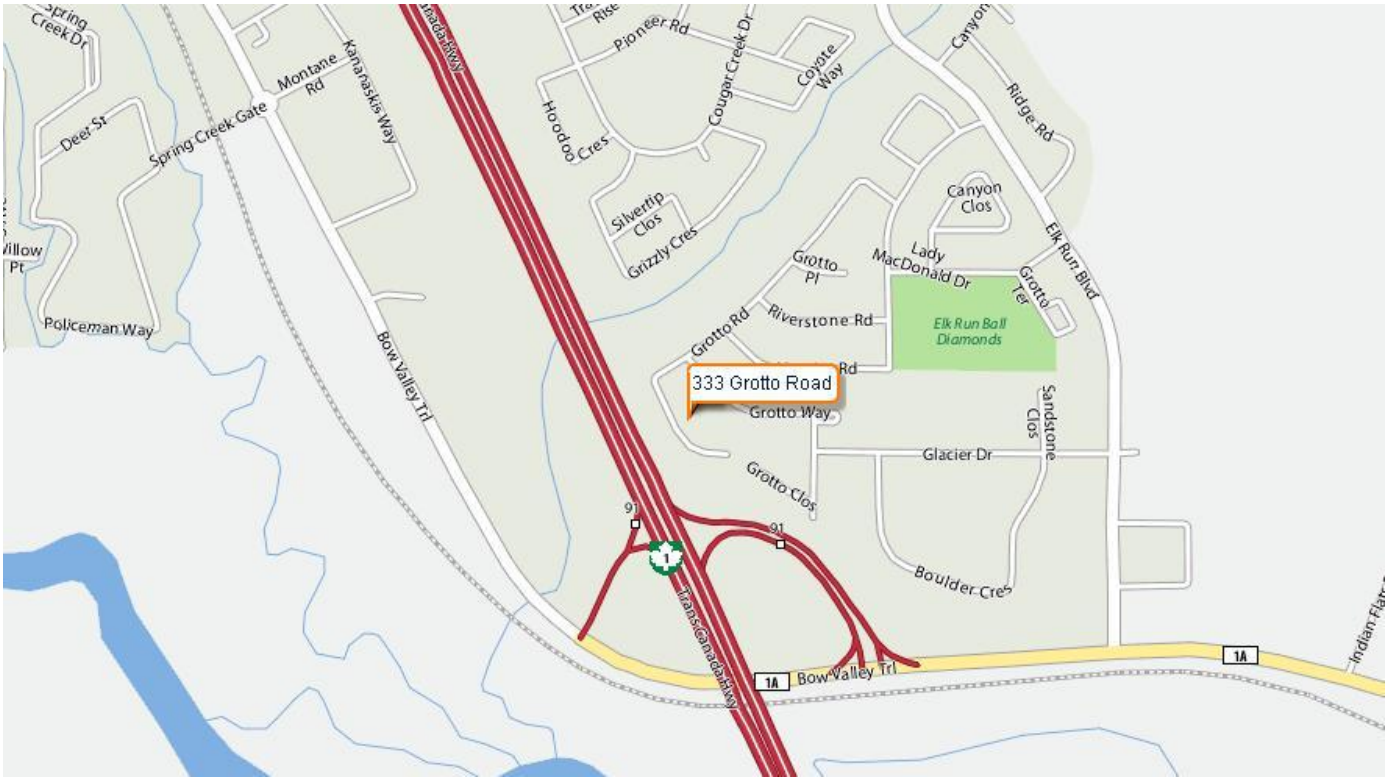 Spring
Creek Dr
Montane
Rd
Kananaskis Way
Deer St
Spring Creek Gate
Willow
Pt
Policeman Way
Bow Valley Trl
anada Hwy
Rise
Pioneer Rd
Cougar Creek Dr
Coyote
Way
Hoodoo
Cres
Silvertip
Clos
Grizzly Cres
Canyon
Ridge Rd
Canyon
Clos
Elk Run Blvd
Lady
MacDonald Dr
Grotto
Ter
Grotto
Pl
Riverstone Rd
Elk Run Ball
Diamonds
Grotto Rd
Rd
333 Grotto Road
Grotto Way
Sandstone
Clos
Glacier Dr
Grotto Clos
Boulder Cres
91
91
1
Trans Canada Hwy
1A
Bow Valley Trl
1A
Indian Flats